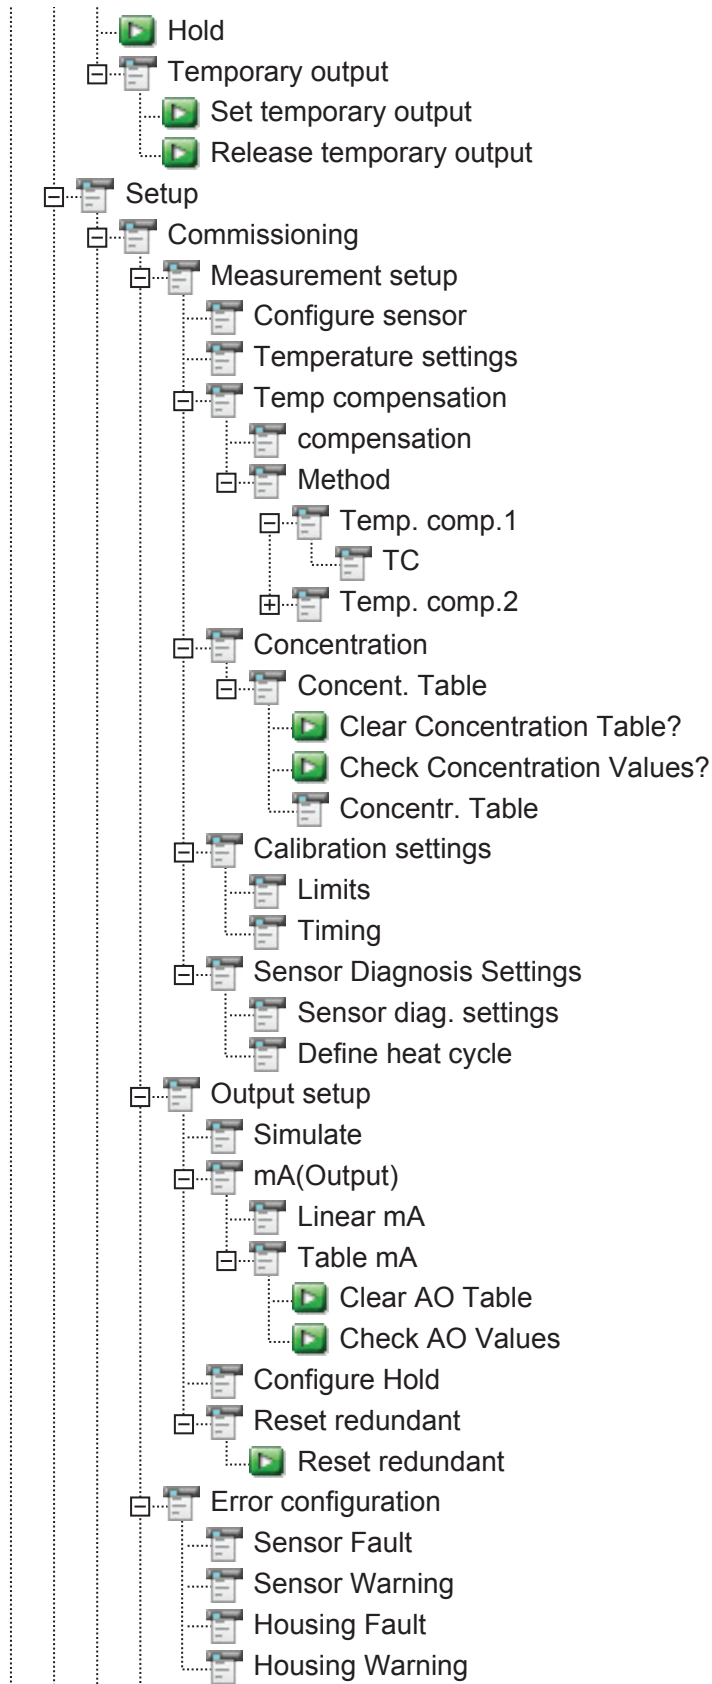 Hold
Temporary output
Set temporary output
Release temporary output
Setup
Commissioning
Measurement setup
Configure sensor
Temperature settings
Temp compensation
compensation
Method
Temp. comp.1
TC
Temp. comp.2
Concentration
Concent. Table
Clear Concentration Table?
Check Concentration Values?
Concentr. Table
Calibration settings
Limits
Timing
Sensor Diagnosis Settings
Sensor diag. settings
Define heat cycle
Output setup
Simulate
mA(Output)
Linear mA
Table mA
Clear AO Table
Check AO Values
Configure Hold
Reset redundant
Reset redundant
Error configuration
Sensor Fault
Sensor Warning
Housing Fault
Housing Warning